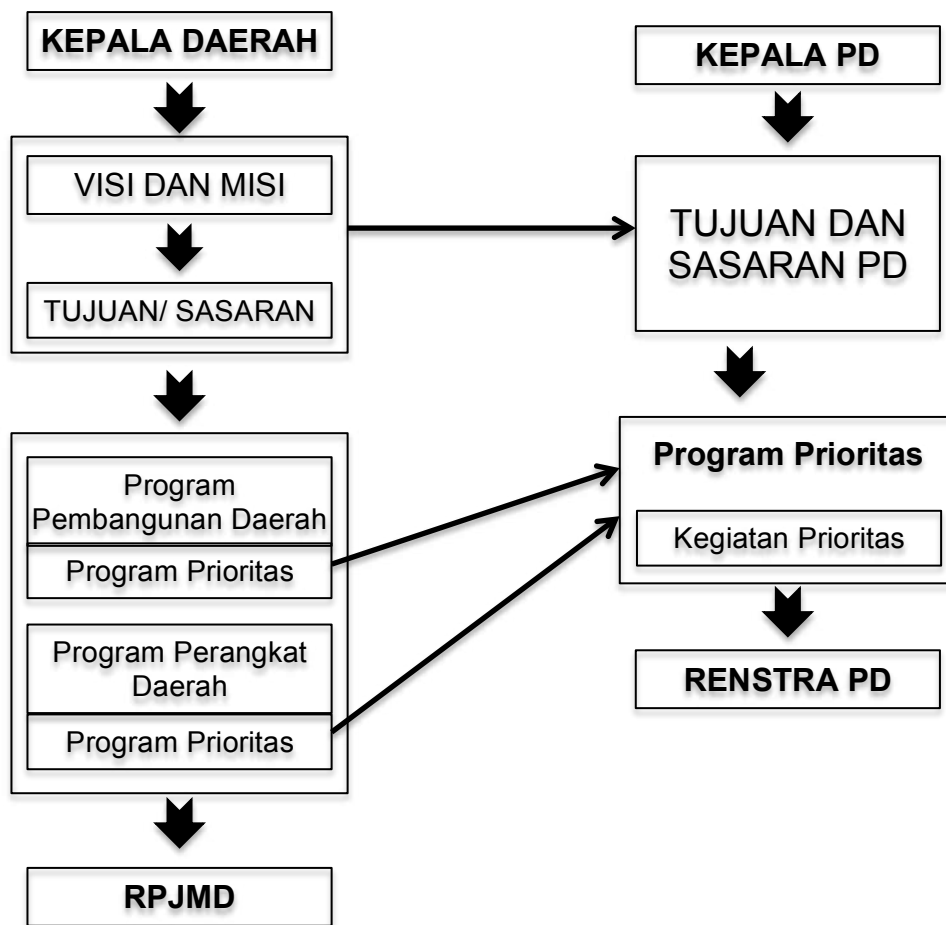 KEPALA DAERAH
VISI DAN MISI
TUJUAN/ SASARAN
Program
Pembangunan Daerah
Program Prioritas
Program Perangkat
Daerah
Program Prioritas
RPJMD
KEPALA PD
TUJUAN DAN
SASARAN PD
Program Prioritas
Kegiatan Prioritas
RENSTRA PD